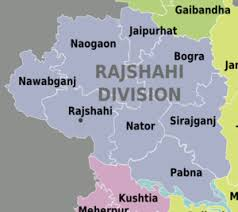 Gaibandha
Jaipurhat
Naogaon
Bogra
Nawabganj
RAJSHAHI
DIVISION
Rajshahi
Sirajganj
Nator
Pabna
Kushtia
Meherpur